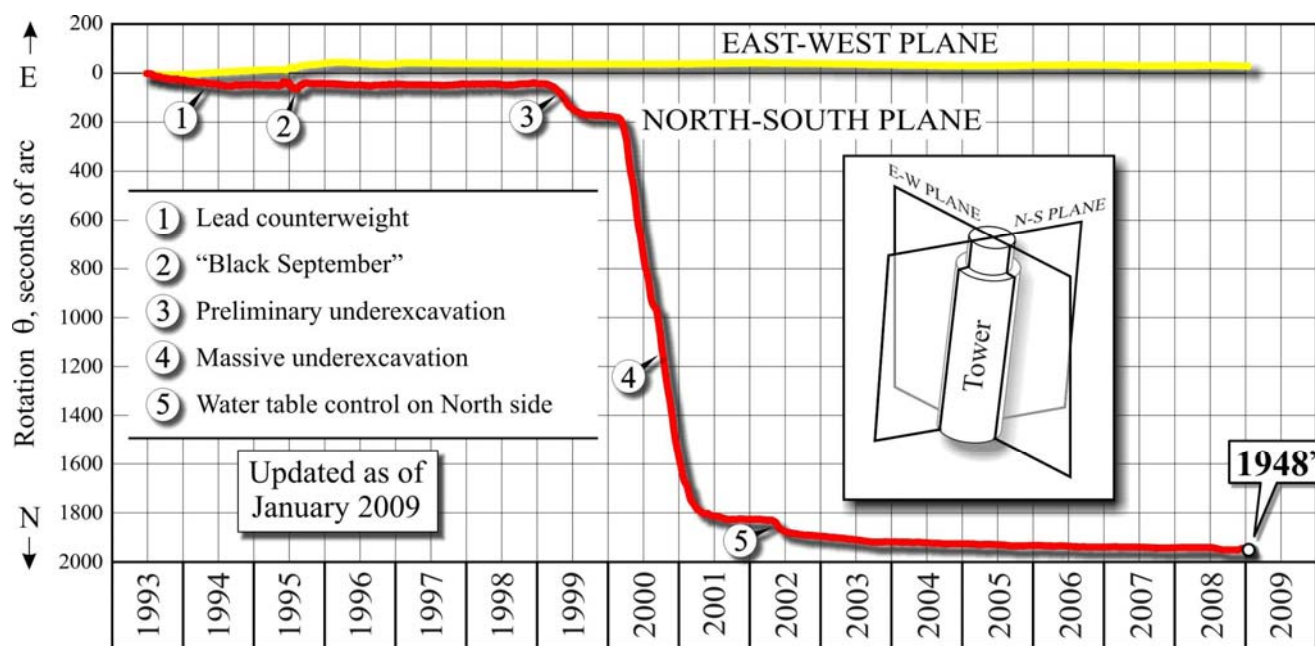 200
0
200
400
600
800
1000
1200
1400
1600
1800
2000
E
Rotation θ, seconds of arc
N
EAST-WEST PLANE
NORTH-SOUTH PLANE
1
2
3
4
5
1 Lead counterweight
2 “Black September”
3 Preliminary underexcavation
4 Massive underexcavation
5 Water table control on North side
Updated as of
January 2009
E-W PLANE
N-S PLANE
Tower
1948”
1993
1994
1995
1996
1997
1998
1999
2000
2001
2002
2003
2004
2005
2006
2007
2008
2009